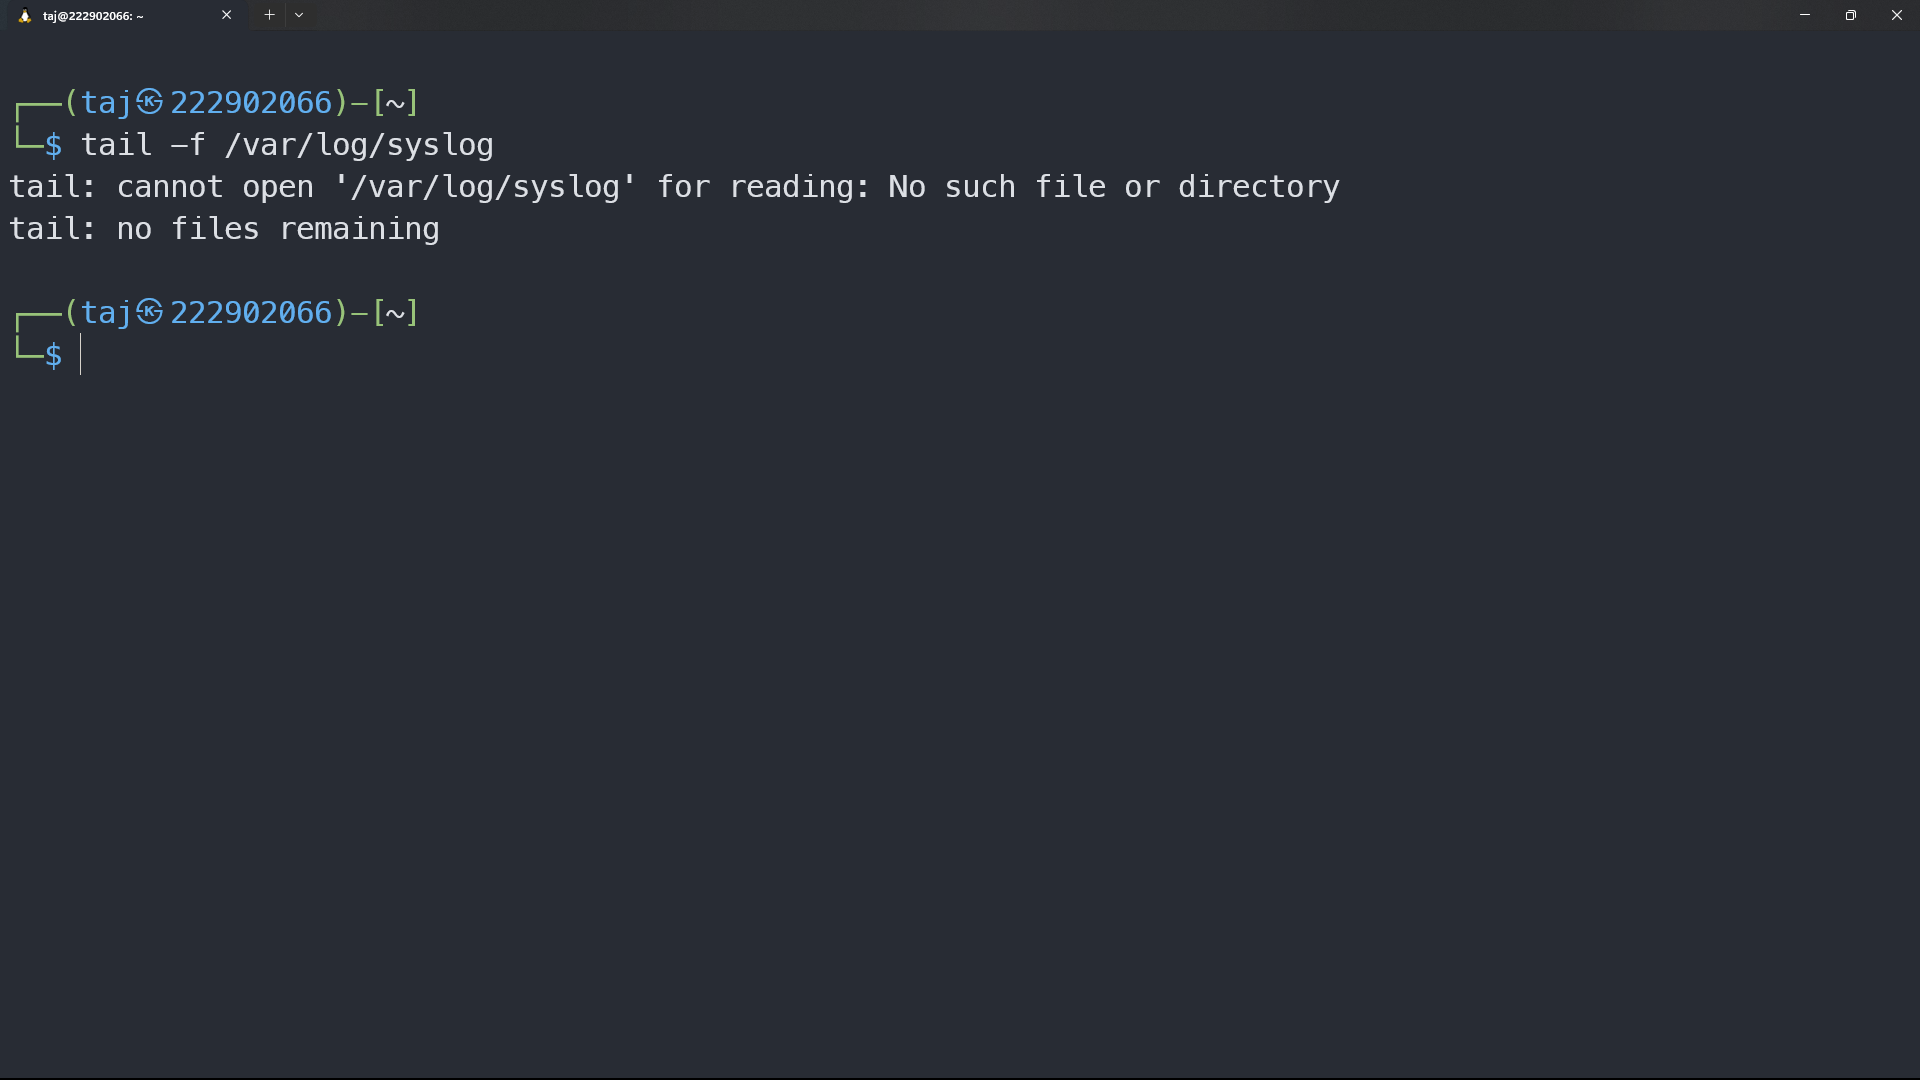 taj@222902066: ~
┌──(taj㉿222902066)-[~]
└─$ tail -f /var/log/syslog
tail: cannot open '/var/log/syslog' for reading: No such file or directory
tail: no files remaining
┌──(taj㉿222902066)-[~]
└─$